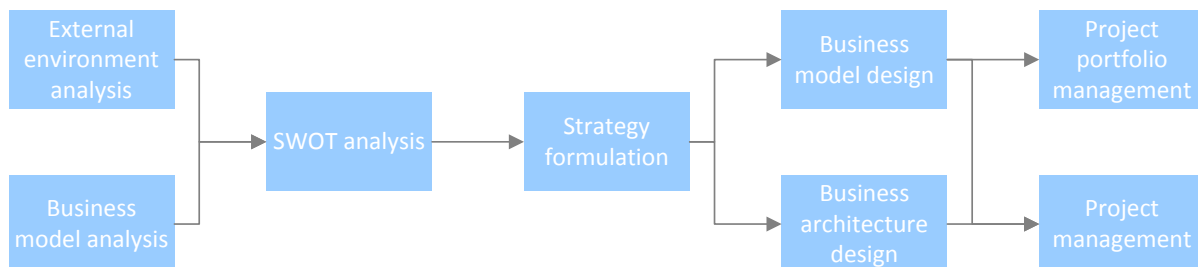 External
environment
analysis
Business
model analysis
SWOT analysis
Strategy
formulation
Business
model design
Business
architecture
design
Project
portfolio
management
Project
management